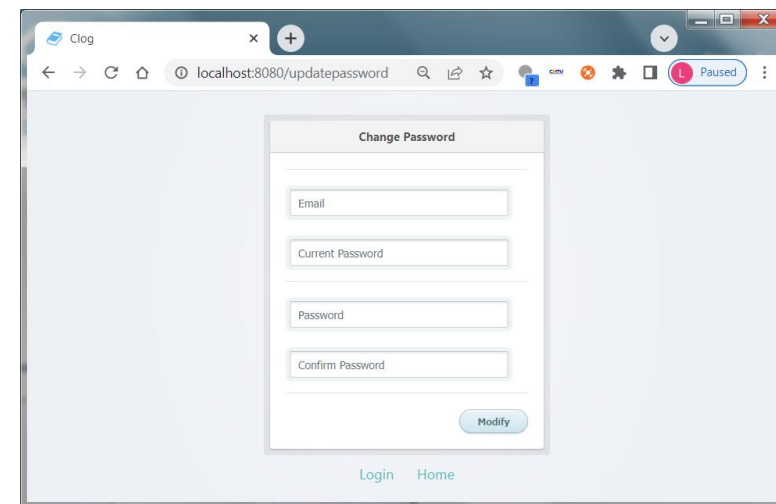 Clog
localhost:8080/updatepassword
?
L
Paused
Change Password
Email
Current Password
Password
Confirm Password
Modify
Login Home